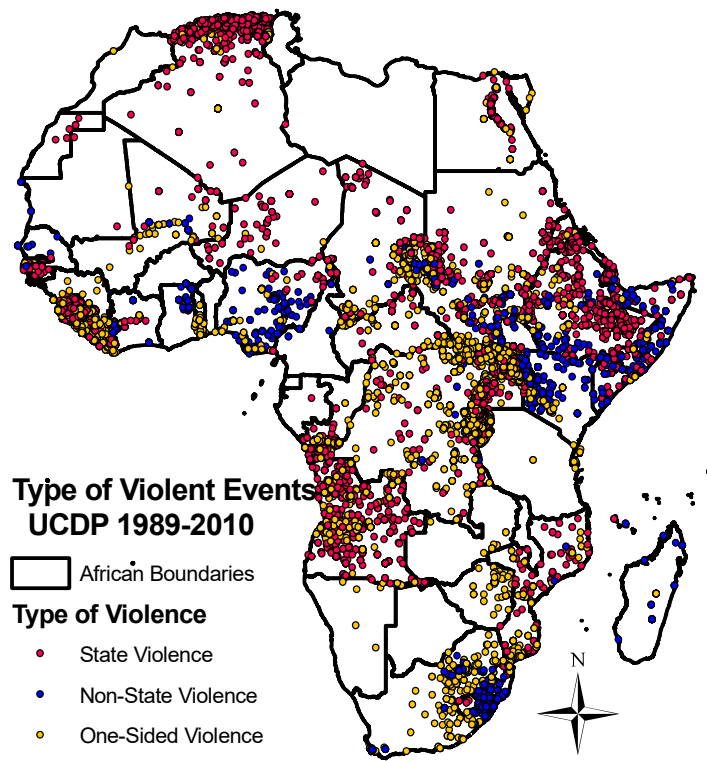 Type of Violent Events
UCDP 1989-2010
African Boundaries
Type of Violence
State Violence
Non-State Violence
One-Sided Violence
N